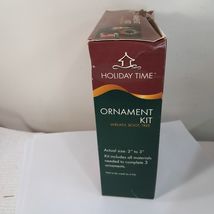 HOLIDAY TIME
ORNAMENT
KIT
Actual size: 3" to 5"
Kit includes all materials
needed to complete 3
ornaments.